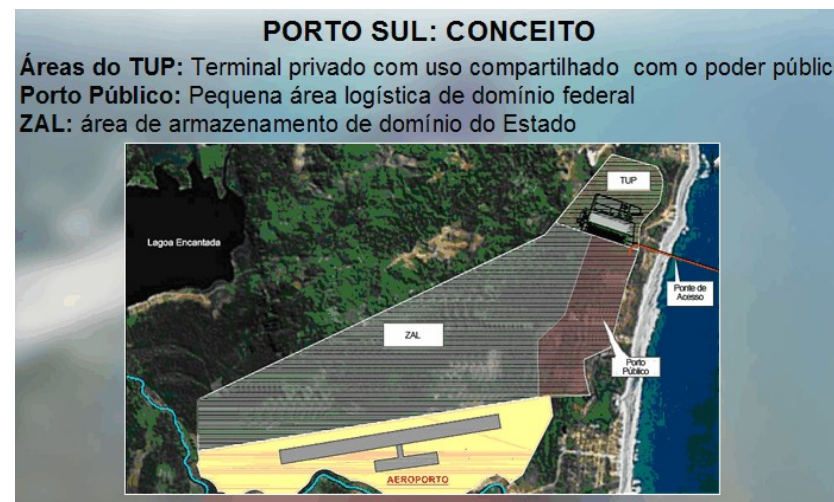 PORTO SUL: CONCEITO
Áreas do TUP: Terminal privado com uso compartilhado com o poder públic
Porto Público: Pequena área logística de domínio federal
ZAL: área de armazenamento de domínio do Estado
TUP
Lagoa Encantada
Ponte de
Acesso
ZAL
Porto
Público
AEROPORTO